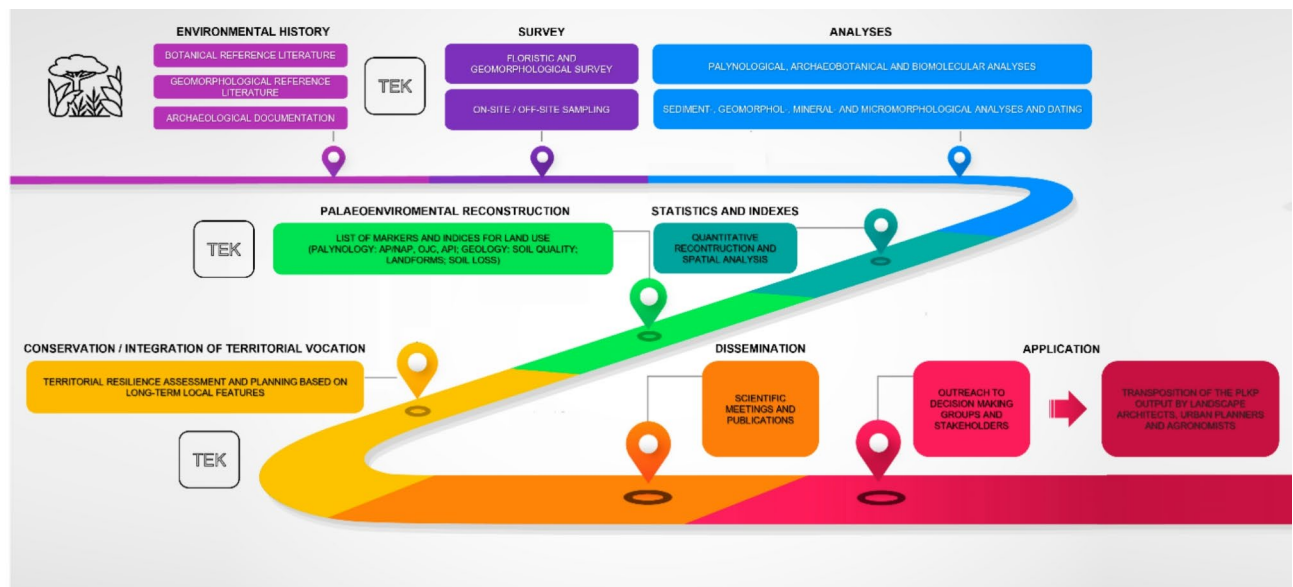 ENVIRONMENTAL HISTORY
BOTANICAL REFERENCE LITERATURE
GEOMORPHOLOGICAL REFERENCE
LITERATURE
ARCHAEOLOGICAL DOCUMENTATION
TEK
SURVEY
FLORISTIC AND
GEOMORPHOLOGICAL SURVEY
ON-SITE / OFF-SITE SAMPLING
ANALYSES
PALYNOLOGICAL, ARCHAEOBOTANICAL AND BIOMOLECULAR ANALYSES
SEDIMENT-, GEOMORPHOL-, MINERAL- AND MICROMORPHOLOGICAL ANALYSES AND DATING
TEK
PALAEOENVIROMENTAL RECONSTRUCTION
LIST OF MARKERS AND INDICES FOR LAND USE
(PALYNOLOGY: AP/NAP, OJC, API; GEOLOGY: SOIL QUALITY;
LANDFORMS; SOIL LOSS)
STATISTICS AND INDEXES
QUANTITATIVE
RECONTRUCTION AND
SPATIAL ANALYSIS
CONSERVATION / INTEGRATION OF TERRITORIAL VOCATION
TERRITORIAL RESILIENCE ASSESSMENT AND PLANNING BASED ON
LONG-TERM LOCAL FEATURES
TEK
DISSEMINATION
SCIENTIFIC
MEETINGS AND
PUBLICATIONS
APPLICATION
OUTREACH TO
DECISION MAKING
GROUPS AND
STAKEHOLDERS
TRANSPOSITION OF THE PLKP
OUTPUT BY LANDSCAPE
ARCHITECTS, URBAN PLANNERS
AND AGRONOMISTS